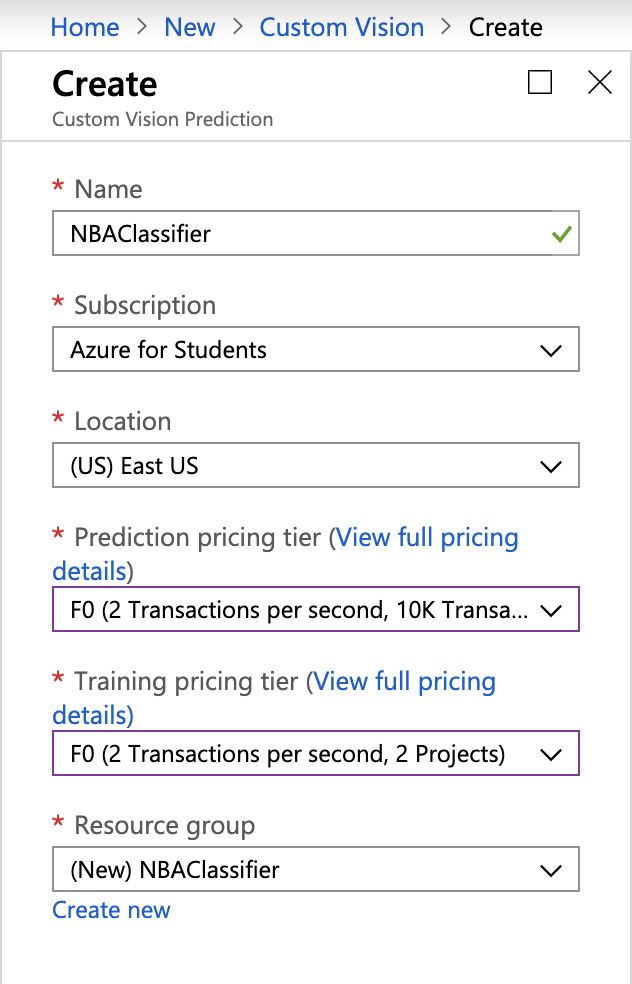 Home > New > Custom Vision > Create
Create
Custom Vision Prediction
* Name
NBAClassifier
* Subscription
Azure for Students
* Location
(US) East US
* Prediction pricing tier (View full pricing
details)
F0 (2 Transactions per second, 10K Transa...
* Training pricing tier (View full pricing
details)
F0 (2 Transactions per second, 2 Projects)
* Resource group
(New) NBAClassifier
Create new